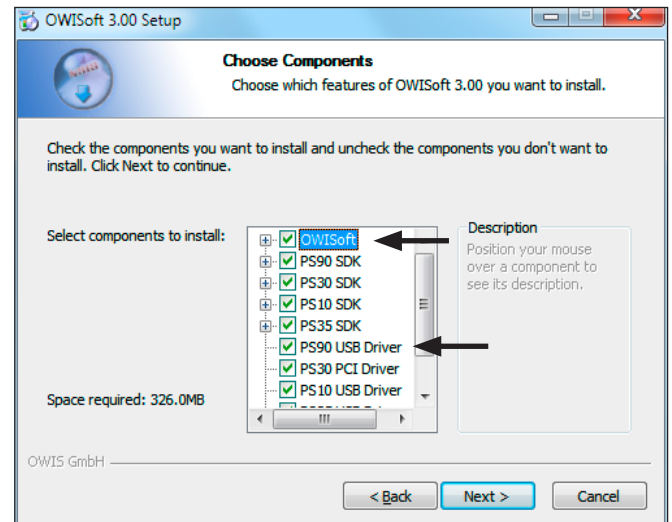 OWISoft 3.00 Setup
Choose Components
Choose which features of OWISoft 3.00 you want to install.
Check the components you want to install and uncheck the components you don't want to
install. Click Next to continue.
Select components to install:
OWISoft
PS90 SDK
PS30 SDK
PS10 SDK
PS35 SDK
PS90 USB Driver
PS30 PCI Driver
PS10 USB Driver
Description
Position your mouse
over a component to
see its description.
Space required: 326.0MB
OWIS GmbH
< Back
Next >
Cancel